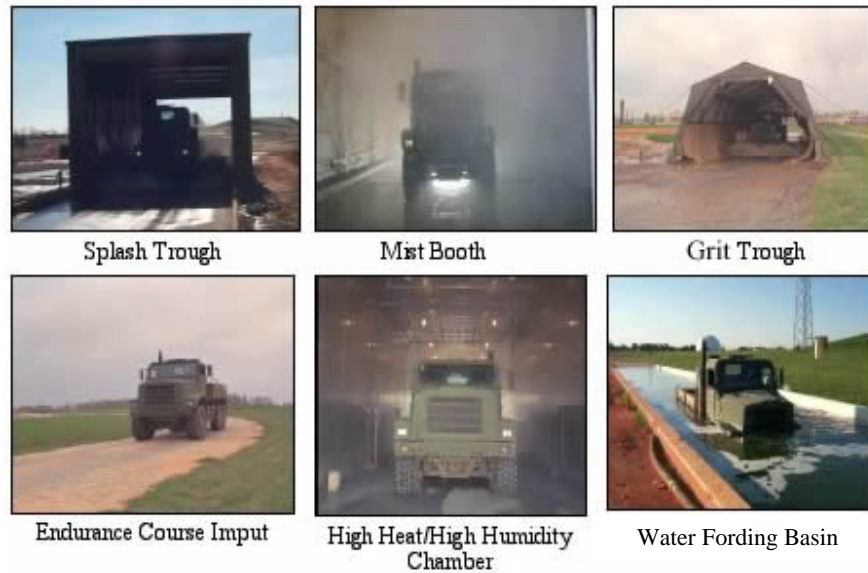 Splash Trough
Mist Booth
Grit Trough
Endurance Course Imput
High Heat/High Humidity
Chamber
Water Fording Basin